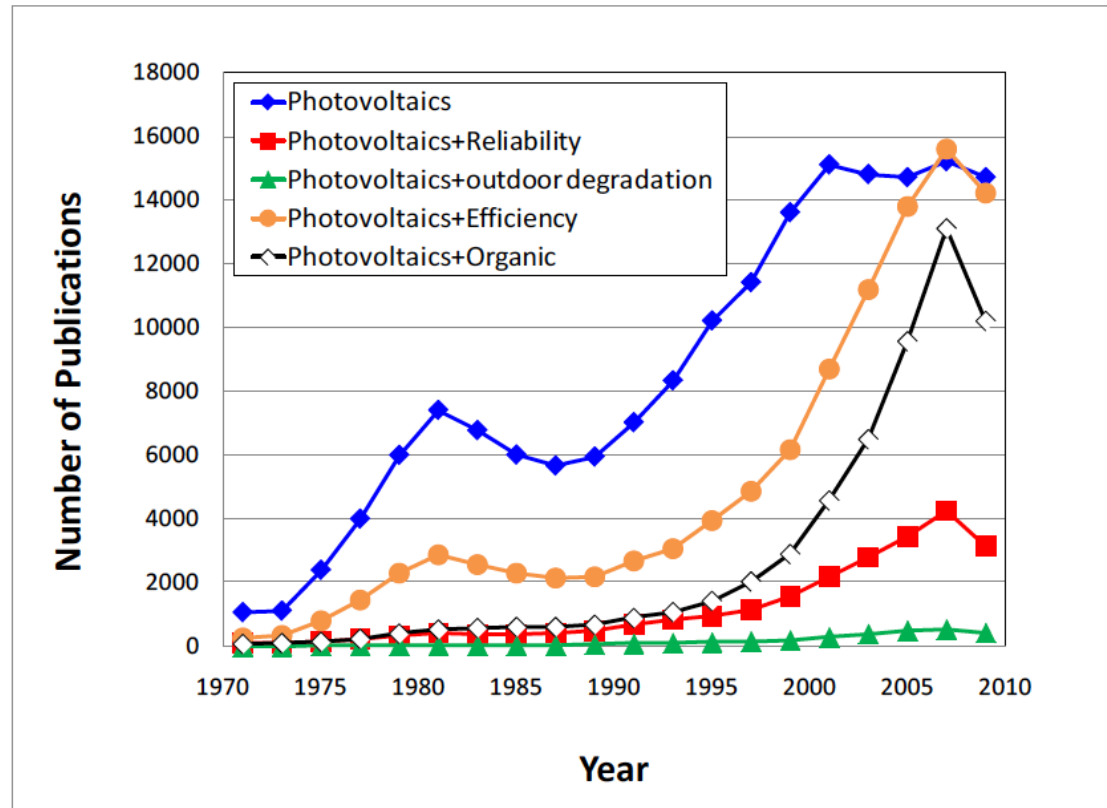 18000
16000
14000
12000
10000
8000
6000
4000
2000
0
Number of Publications
Photovoltaics
Photovoltaics+Reliability
Photovoltaics+outdoor degradation
Photovoltaics+Efficiency
Photovoltaics+Organic
1970 1975 1980 1985 1990 1995 2000 2005 2010
Year